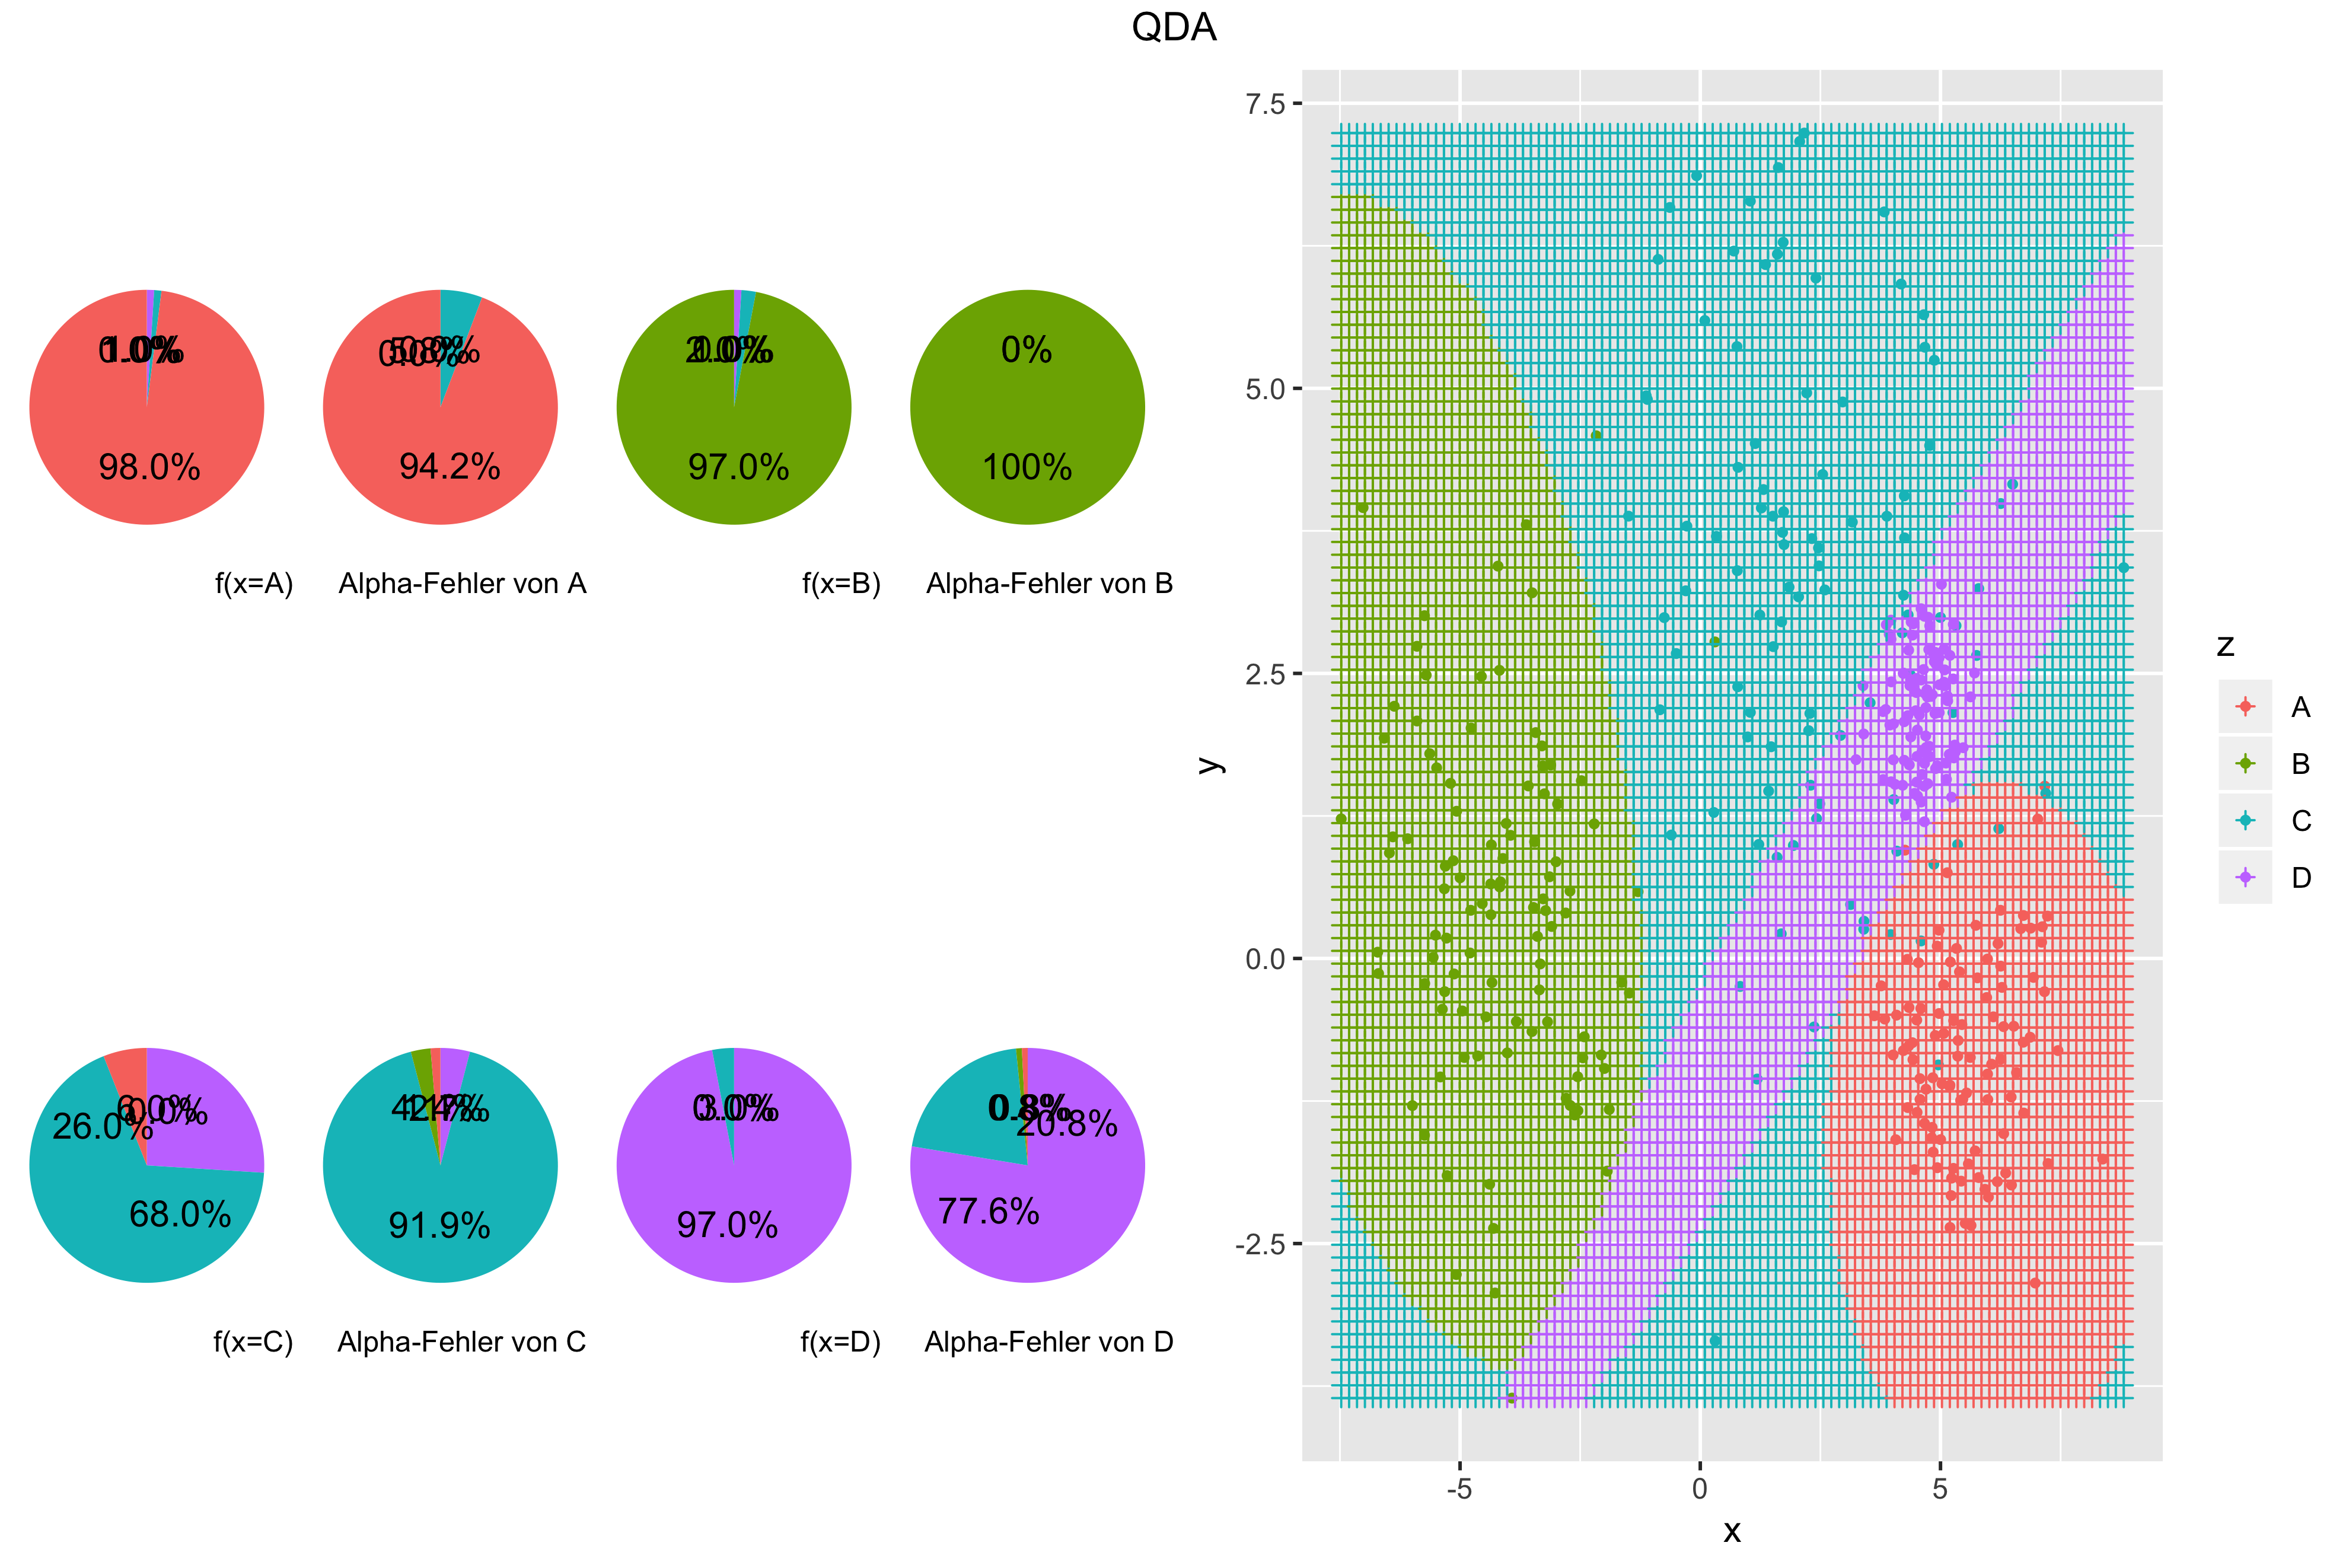 QDA
98.0%
94.2%
97.0%
0%
100%
f(x=A)
Alpha-Fehler von A
f(x=B)
Alpha-Fehler von B
26.0%
68.0%
91.9%
97.0%
20.8%
77.6%
f(x=C)
Alpha-Fehler von C
f(x=D)
Alpha-Fehler von D
7.5
5.0
2.5
0.0
-2.5
y
-5
0
5
x
z
A
B
C
D